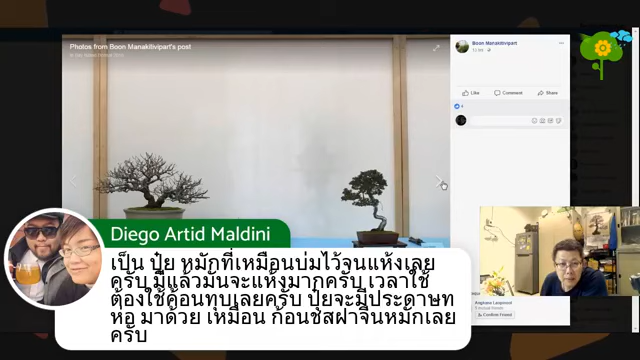 Photos from Boon Manakitivipart's post
Boon Manakitivipart
Like Comment Share
4
Diego Artid Maldini
เป็น ปุ๋ย หมักที่เหมือนบ่มไว้จนแห้งเลย
ครับ มีแล้วมันจะแห้งมากครับ เวลาใช้
ต้องใช้ค้อนทุบเลยครับ ปุ๋ยจะมีประดาษท
หอ มาด้วย เหมือน ก้อนชีสฝาจีนหมักเลย
ครับ
Confirm Friend